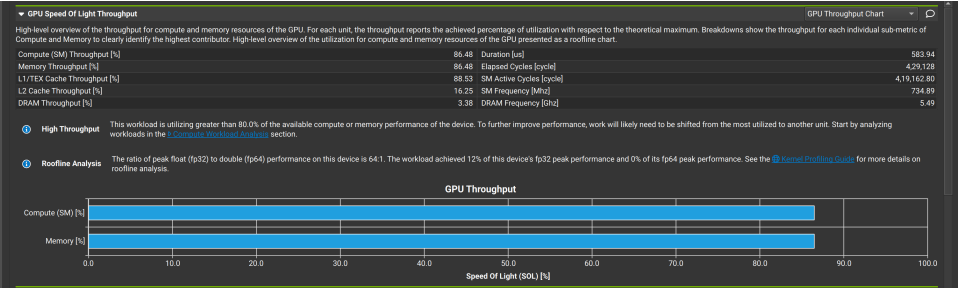 GPU Speed Of Light Throughput
GPU Throughput Chart
High-level overview of the throughput for compute and memory resources of the GPU. For each unit, the throughput reports the achieved percentage of utilization with respect to the theoretical maximum. Breakdowns show the throughput for each individual sub-metric of
Compute and Memory to clearly identify the highest contributor. High-level overview of the utilization for compute and memory resources of the GPU presented as a roofline chart.
Compute (SM) Throughput [%] 86.48 Duration [us] 583.94
Memory Throughput [%] 86.48 Elapsed Cycles [cycle] 4,29,128
L1/TEX Cache Throughput [%] 88.53 SM Active Cycles [cycle] 4,19,162.80
L2 Cache Throughput [%] 16.25 SM Frequency [Mhz] 734.89
DRAM Throughput [%] 3.38 DRAM Frequency [Ghz] 5.49
High Throughput
This workload is utilizing greater than 80.0% of the available compute or memory performance of the device. To further improve performance, work will likely need to be shifted from the most utilized to another unit. Start by analyzing
workloads in the Compute Workload Analysis section.
Roofline Analysis
The ratio of peak float (fp32) to double (fp64) performance on this device is 64:1. The workload achieved 12% of this device's fp32 peak performance and 0% of its fp64 peak performance. See the Kernel Profiling Guide for more details on
roofline analysis.
GPU Throughput
Compute (SM) [%]
Memory [%]
0.0 10.0 20.0 30.0 40.0 50.0 60.0 70.0 80.0 90.0 100.0
Speed Of Light (SOL) [%]